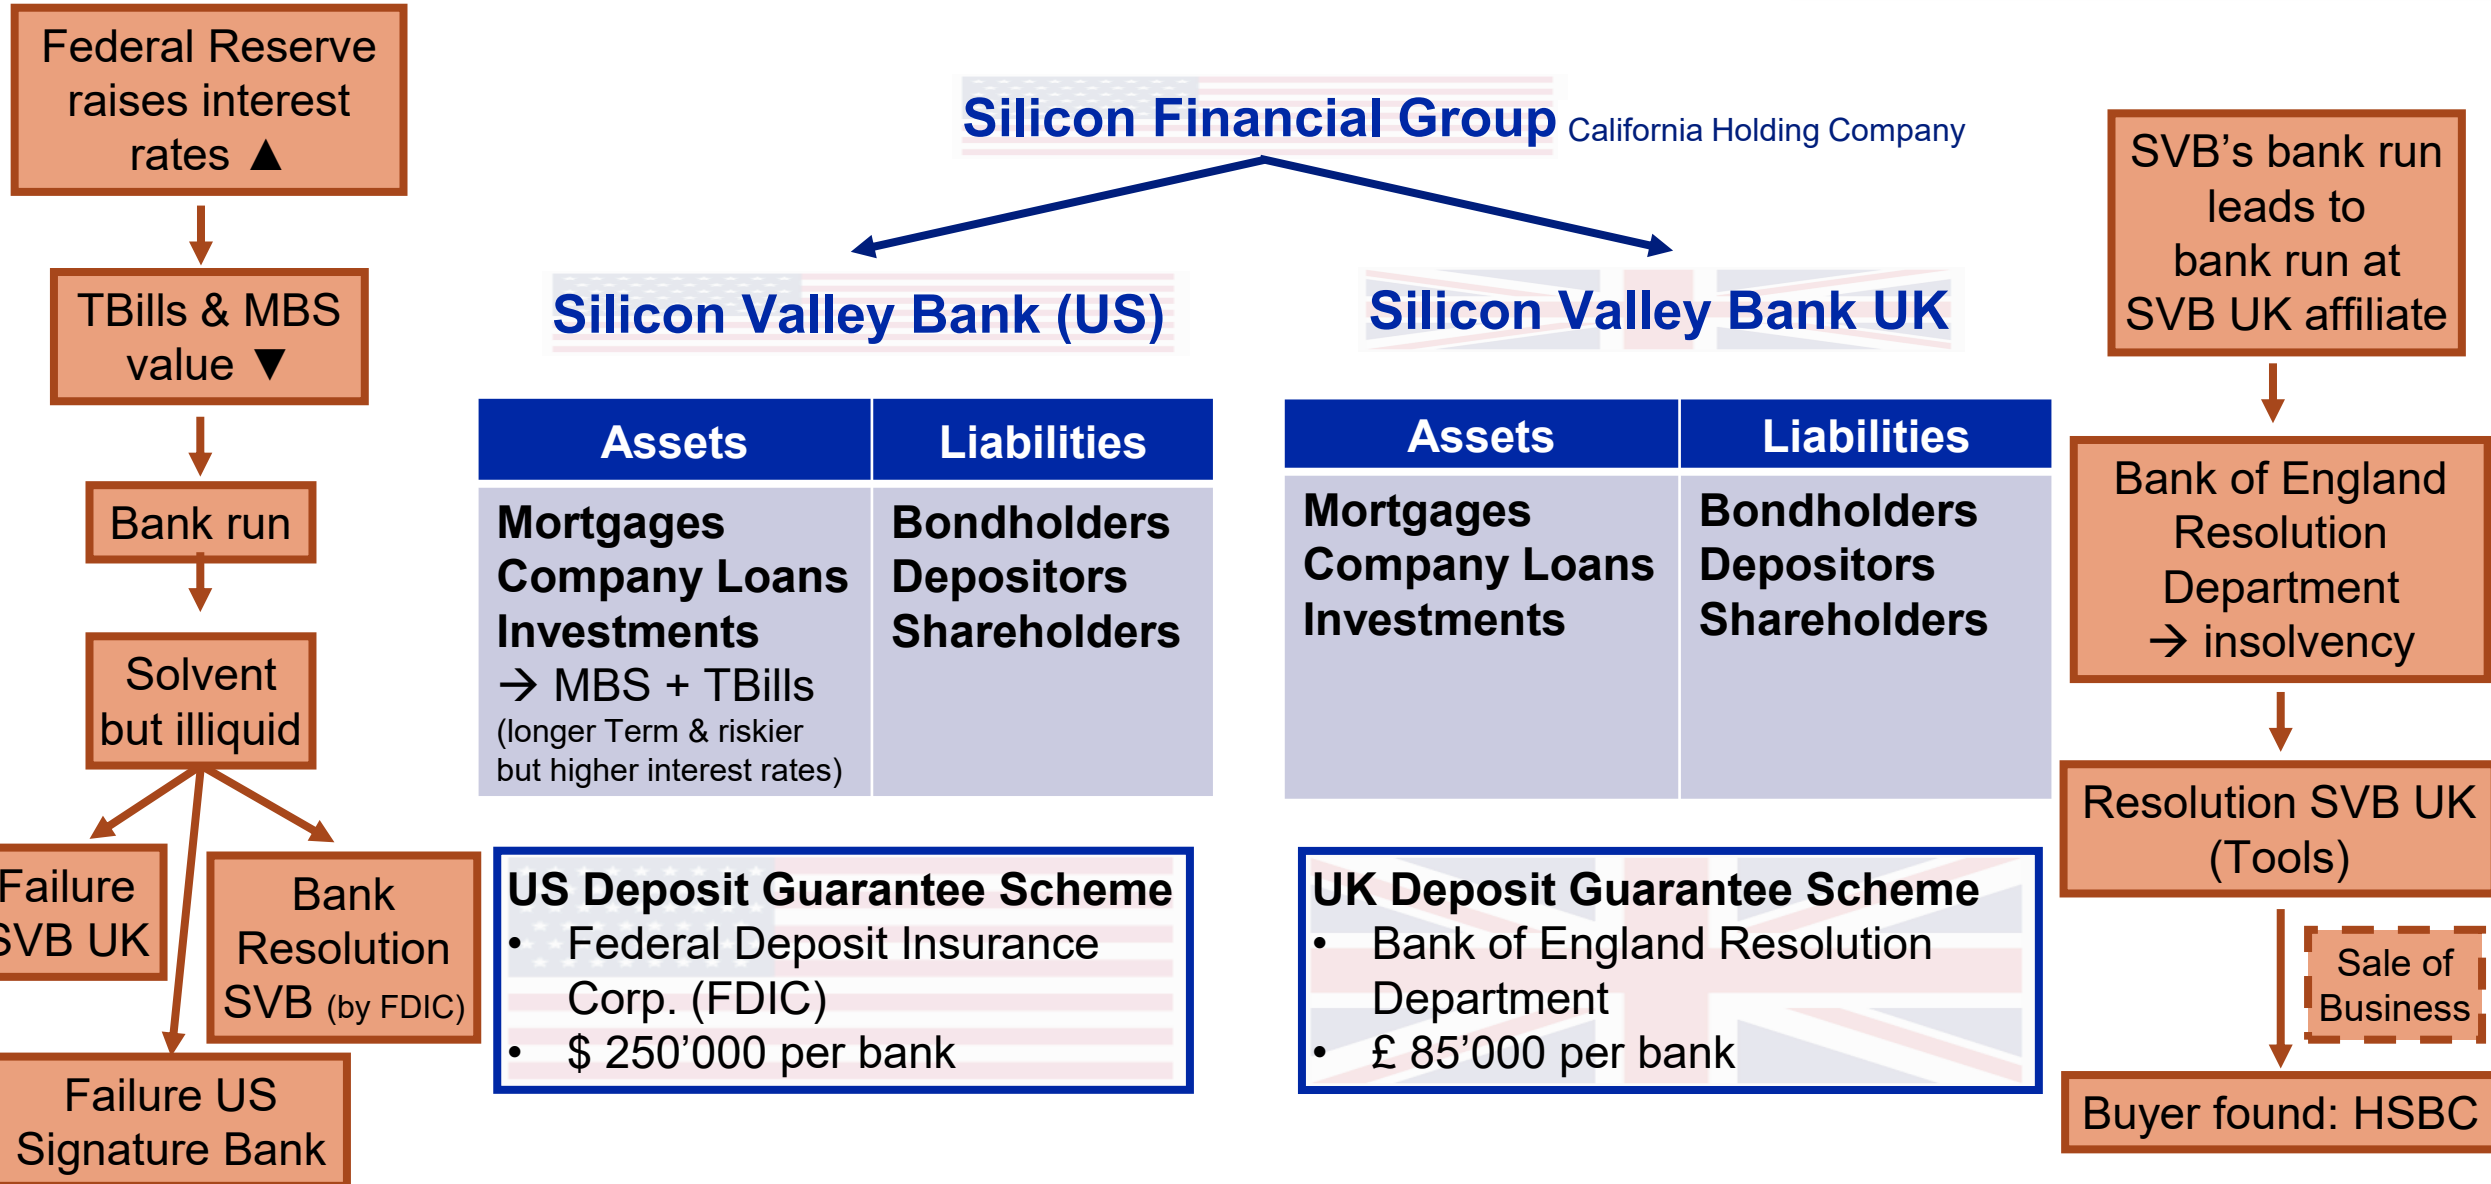 Federal Reserve
raises interest
rates ▲
TBills & MBS
value ▼
Bank run
Solvent
but illiquid
Failure
SVB UK
Bank
Resolution
SVB (by FDIC)
Failure US
Signature Bank
Silicon Financial Group California Holding Company
Silicon Valley Bank (US)
Assets
Liabilities
Mortgages
Company Loans
Investments
→ MBS + TBills
(longer Term & riskier
but higher interest rates)
Bondholders
Depositors
Shareholders
US Deposit Guarantee Scheme
• Federal Deposit Insurance
Corp. (FDIC)
• $ 250’000 per bank
Silicon Valley Bank UK
Assets
Liabilities
Mortgages
Company Loans
Investments
Bondholders
Depositors
Shareholders
UK Deposit Guarantee Scheme
• Bank of England Resolution
Department
• £ 85’000 per bank
SVB’s bank run
leads to
bank run at
SVB UK affiliate
Bank of England
Resolution
Department
→ insolvency
Resolution SVB UK
(Tools)
Sale of
Business
Buyer found: HSBC